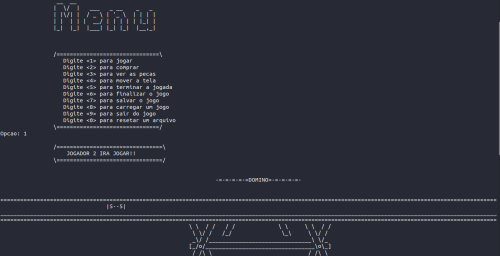 Menu
Digite <1> para jogar
Digite <2> para comprar
Digite <3> para ver as pecas
Digite <4> para mover a tela
Digite <5> para terminar a jogada
Digite <6> para finalizar o jogo
Digite <7> para salvar o jogo
Digite <8> para carregar um jogo
Digite <9> para sair do jogo
Digite <0> para resetar um arquivo
Opcao: 1
JOGADOR 2 IRA JOGAR!!
-=-=-=-=<DOMINO>=-=-=-=-
|5--5|